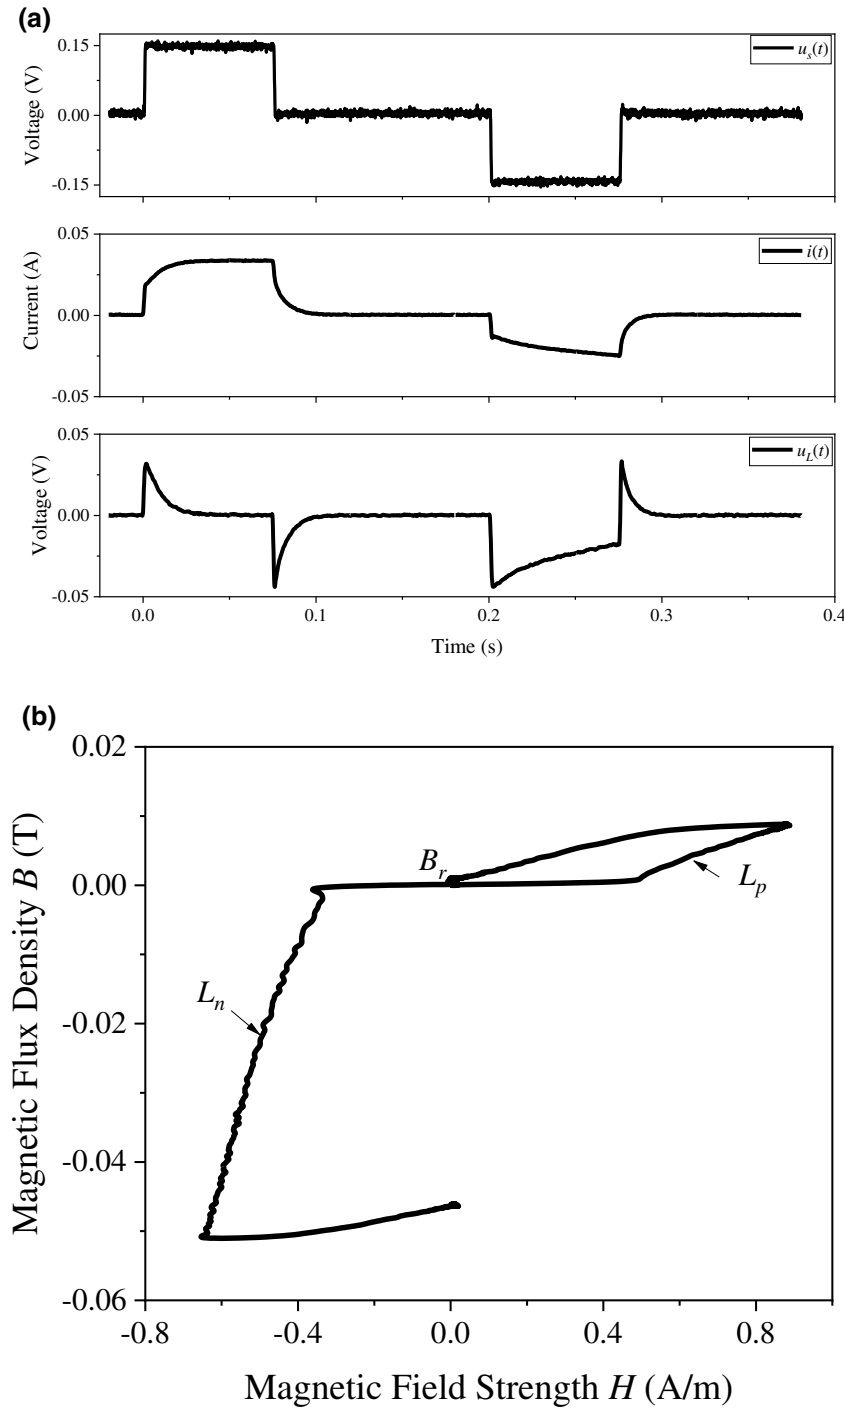 (a)
0.15
0.00
-0.15
Voltage (V)
u_s(t)
0.05
0.00
-0.05
Current (A)
i(t)
0.05
0.00
-0.05
Voltage (V)
u_L(t)
0.0 0.1 0.2 0.3 0.4
Time (s)
(b)
0.02
0.00
-0.02
-0.04
-0.06
Magnetic Flux Density B (T)
B_r
L_p
L_n
-0.8 -0.4 0.0 0.4 0.8
Magnetic Field Strength H (A/m)